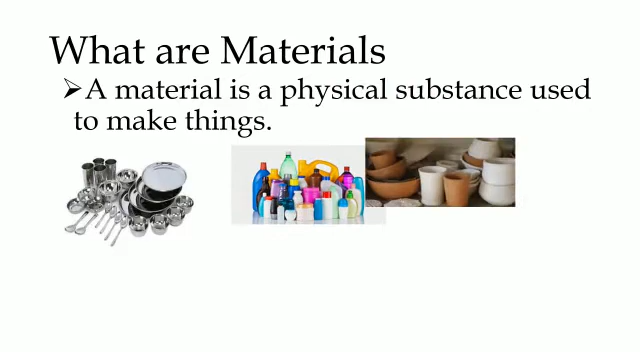 What are Materials
➢A material is a physical substance used
to make things.